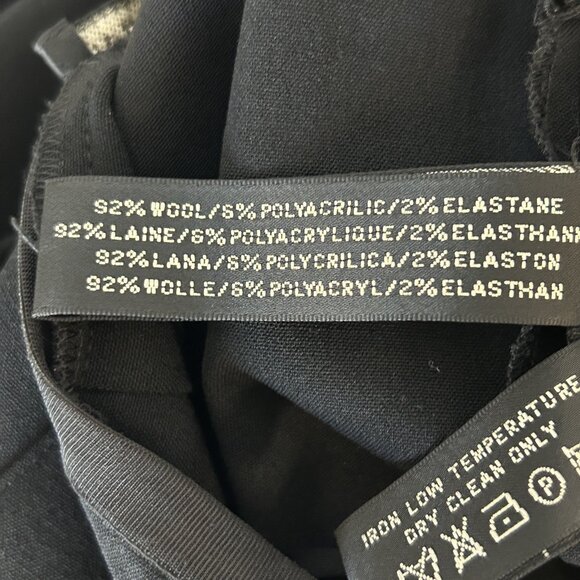 92% WOOL/6% POLYACRILIC/2% ELASTANE
92% LAINE/6% POLYACRYLIQUE/2% ELASTHANN
92% LANA/6% POLYCRILICA/2% ELASTON
92% WOLLE/6% POLYACRYL/2% ELASTHAN
IRON LOW TEMPERATURE
DRY CLEAN ONLY
P